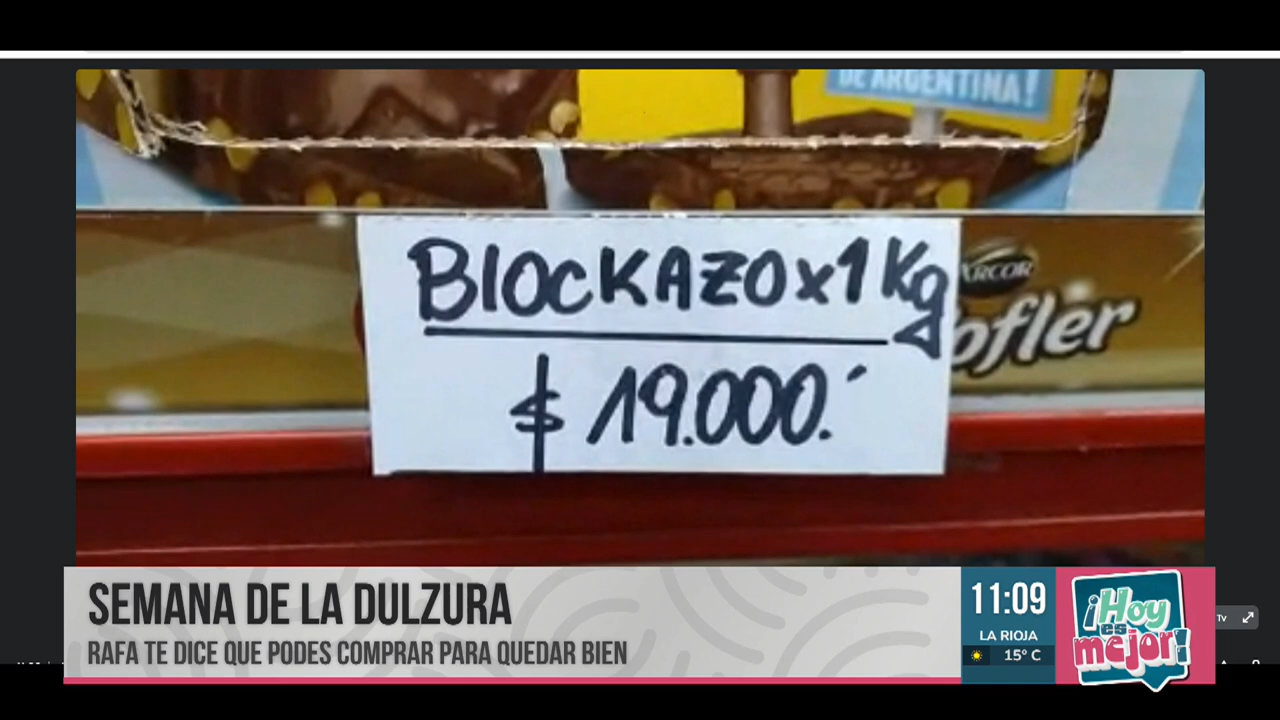 DE ARGENTINA!
BLOCKAZO x 1 Kg
$ 19.000.-
ARCOR
ofler
SEMANA DE LA DULZURA
RAFA TE DICE QUE PODES COMPRAR PARA QUEDAR BIEN
11:09
LA RIOJA
15° C
¡Hoy
es
mejor!
Tv